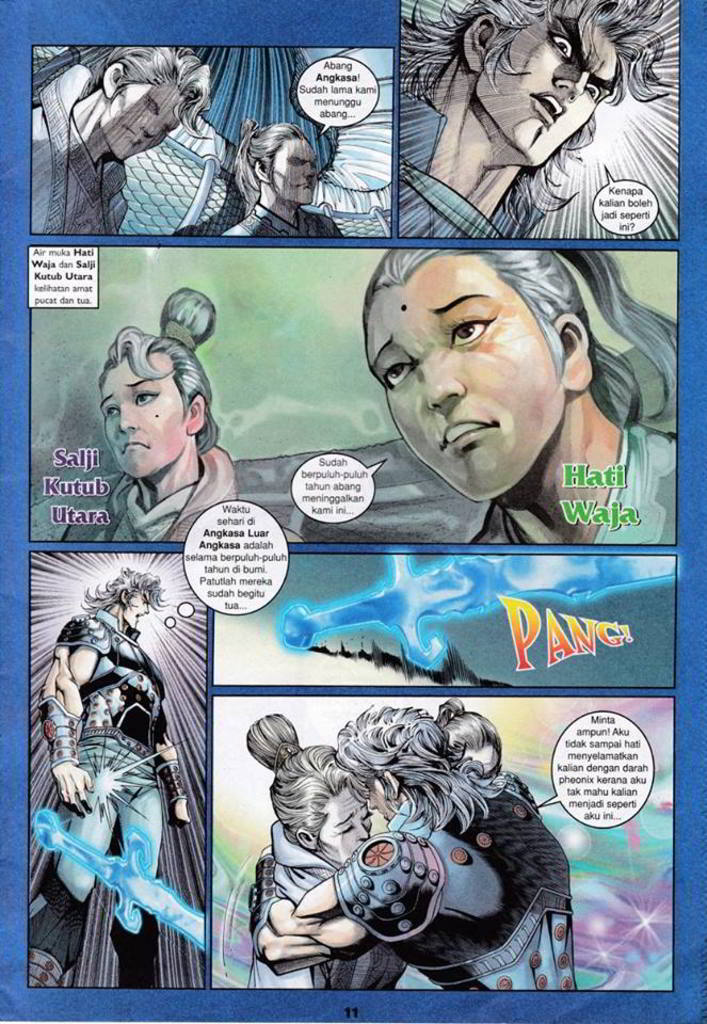 Abang
Angkasa!
Sudah lama kami
menunggu
abang...
Kenapa
kalian boleh
jadi seperti
ini?
Air muka Hati
Waja dan Salji
Kutub Utara
kelihatan amat
pucat dan tua.
Salji
Kutub
Utara
Sudah
berpuluh-puluh
tahun abang
meninggalkan
kami ini...
Hati
Waja
Waktu
sehari di
Angkasa Luar
Angkasa adalah
selama berpuluh-puluh
tahun di bumi.
Patutlah mereka
sudah begitu
tua...
PANG!
Minta
ampun! Aku
tidak sampai hati
kalian dengan darah
pheonix kerana aku
tak mahu kalian
menjadi seperti
aku ini...
11